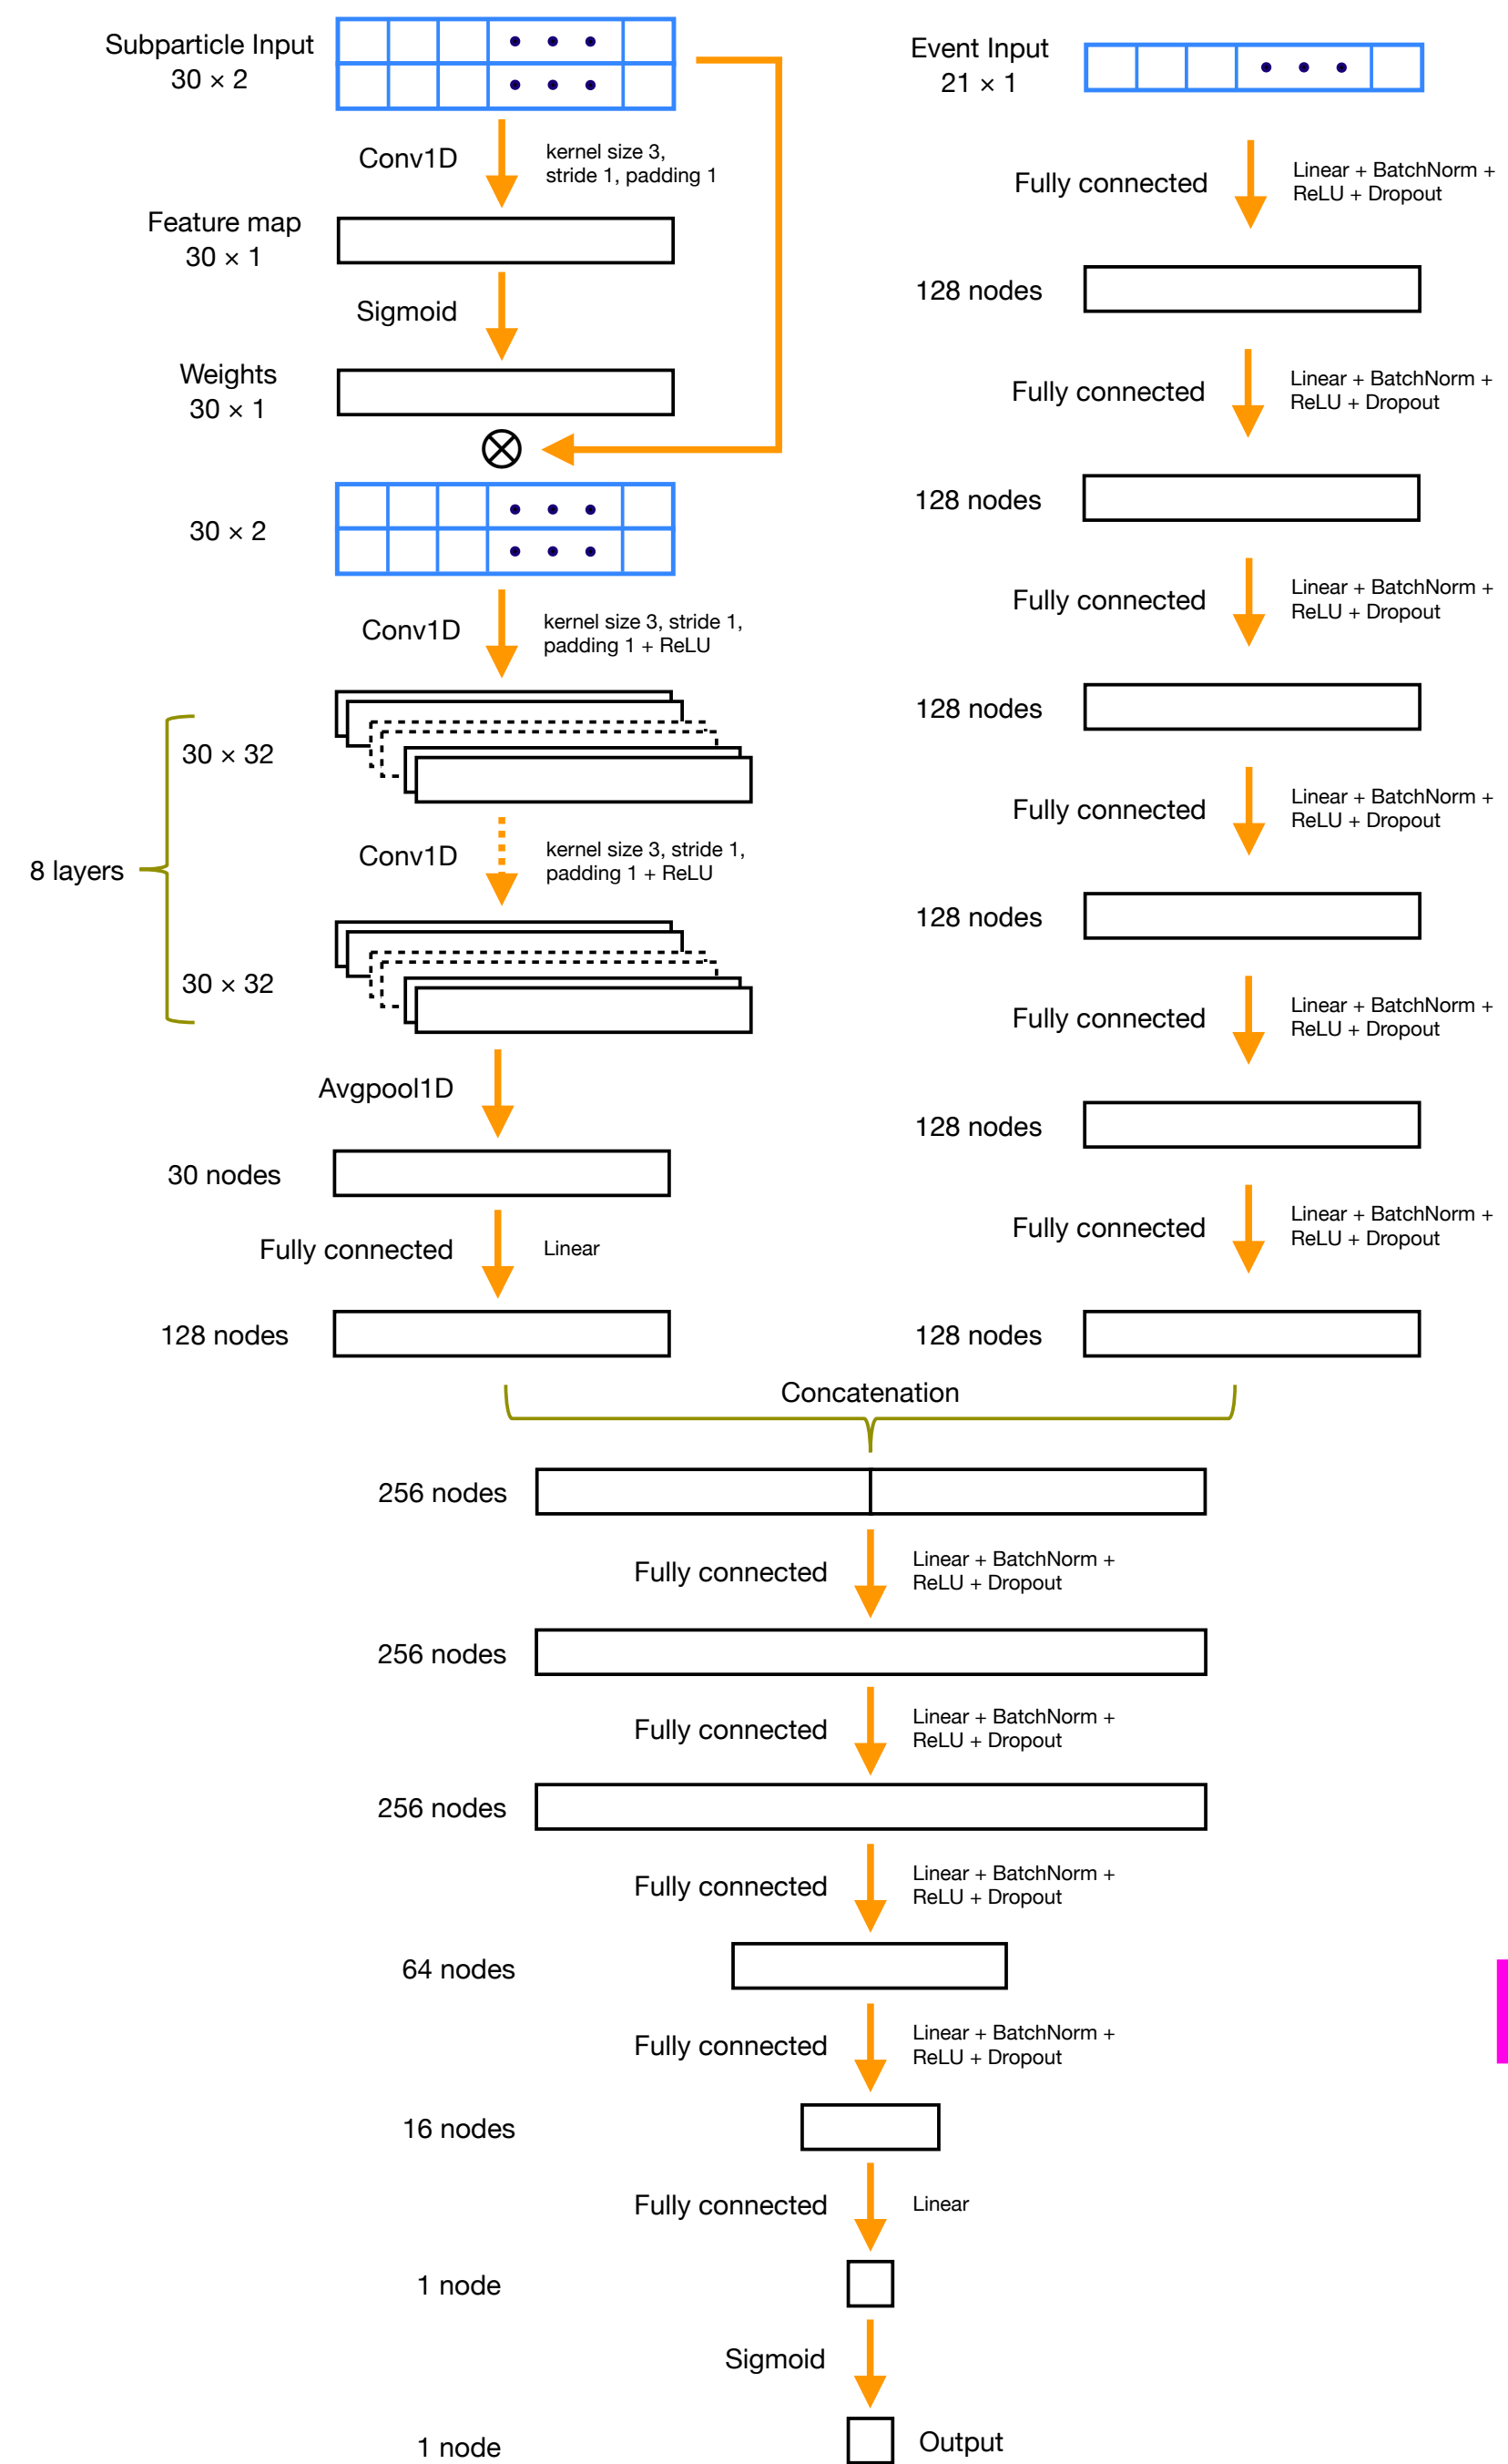 Subparticle Input
30 × 2
Conv1D
kernel size 3,
stride 1, padding 1
Feature map
30 × 1
Sigmoid
Weights
30 × 1
30 × 2
Conv1D
kernel size 3, stride 1,
padding 1 + ReLU
30 × 32
8 layers
Conv1D
kernel size 3, stride 1,
padding 1 + ReLU
30 × 32
Avgpool1D
30 nodes
Fully connected
Linear
128 nodes
Event Input
21 × 1
Fully connected
Linear + BatchNorm +
ReLU + Dropout
128 nodes
Fully connected
Linear + BatchNorm +
ReLU + Dropout
128 nodes
Fully connected
Linear + BatchNorm +
ReLU + Dropout
128 nodes
Fully connected
Linear + BatchNorm +
ReLU + Dropout
128 nodes
Fully connected
Linear + BatchNorm +
ReLU + Dropout
128 nodes
Fully connected
Linear + BatchNorm +
ReLU + Dropout
128 nodes
Concatenation
256 nodes
Fully connected
Linear + BatchNorm +
ReLU + Dropout
256 nodes
Fully connected
Linear + BatchNorm +
ReLU + Dropout
256 nodes
Fully connected
Linear + BatchNorm +
ReLU + Dropout
64 nodes
Fully connected
Linear + BatchNorm +
ReLU + Dropout
16 nodes
Fully connected
Linear
1 node
Sigmoid
1 node
Output